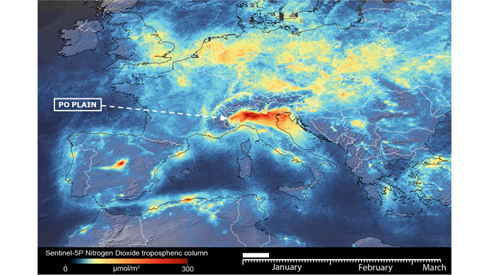 PO PLAIN
Sentinel-5P Nitrogen Dioxide tropospheric column
0 µmol/m² 300
January February March